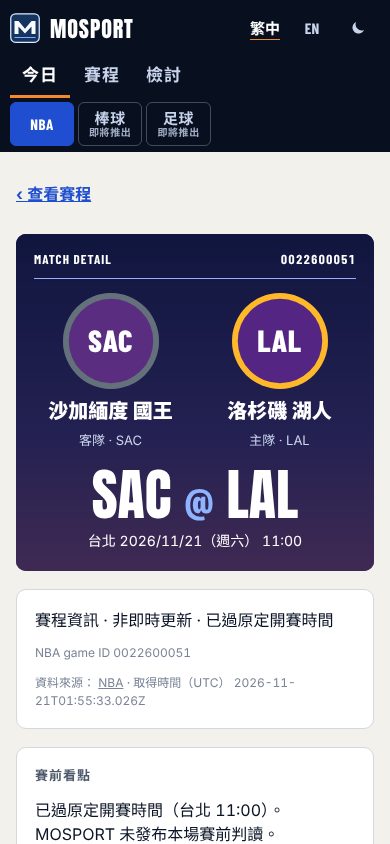 M MOSPORT 繁中 EN
今日 賽程 檢討
NBA 棒球 足球
即將推出 即將推出
‹ 查看賽程
MATCH DETAIL 0022600051
SAC LAL
沙加緬度 國王 洛杉磯 湖人
客隊 · SAC 主隊 · LAL
SAC @ LAL
台北 2026/11/21（週六） 11:00
賽程資訊 · 非即時更新 · 已過原定開賽時間
NBA game ID 0022600051
資料來源： NBA · 取得時間（UTC） 2026-11-
21T01:55:33.026Z
賽前看點
已過原定開賽時間（台北 11:00）。
MOSPORT 未發布本場賽前判讀。